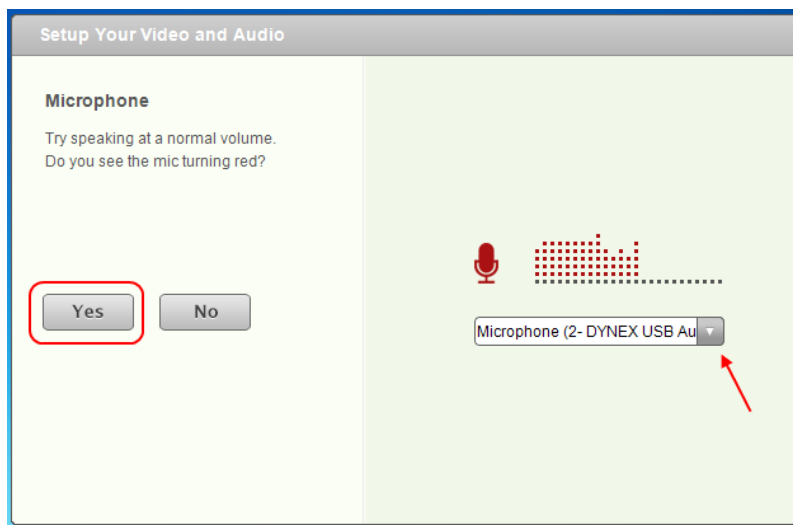 Setup Your Video and Audio
Microphone
Try speaking at a normal volume.
Do you see the mic turning red?
Yes
No
Microphone (2- DYNEX USB Au